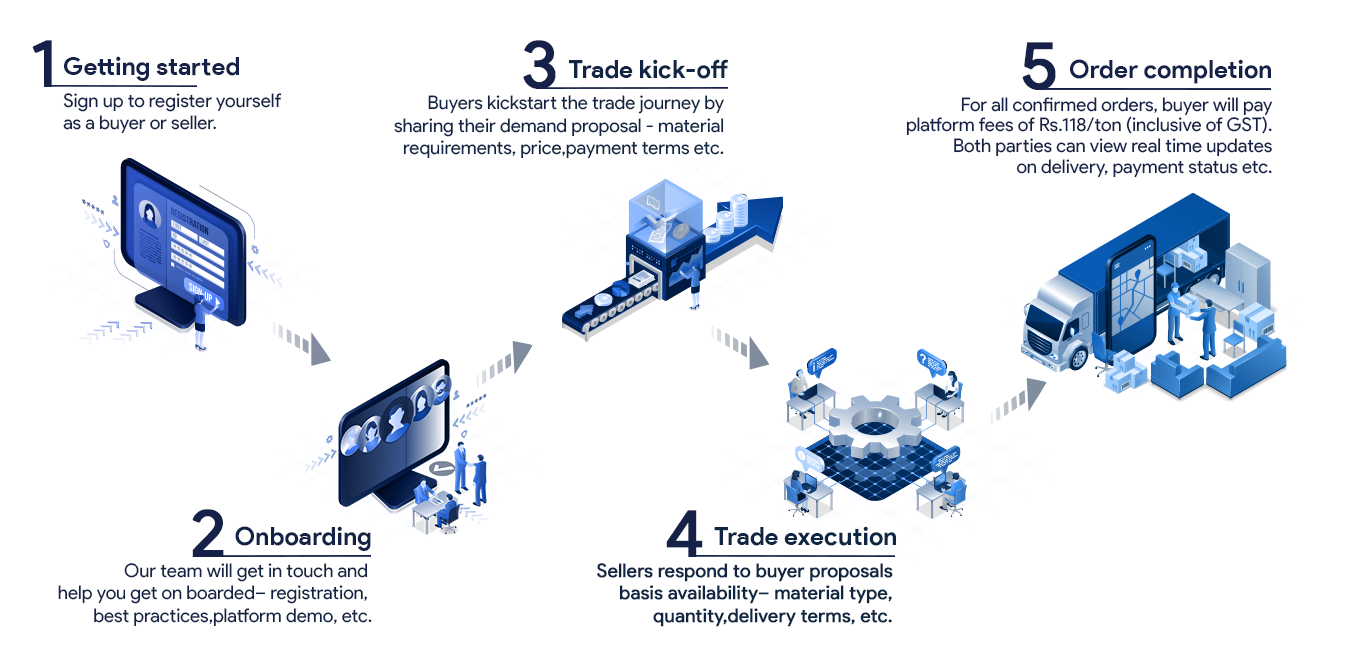 1 Getting started
Sign up to register yourself
as a buyer or seller.
REGISTRATION
SIGN-UP
2 Onboarding
Our team will get in touch and
help you get on boarded– registration,
best practices,platform demo, etc.
3 Trade kick-off
Buyers kickstart the trade journey by
sharing their demand proposal - material
requirements, price,payment terms etc.
4 Trade execution
Sellers respond to buyer proposals
basis availability– material type,
quantity,delivery terms, etc.
5 Order completion
For all confirmed orders, buyer will pay
platform fees of Rs.118/ton (inclusive of GST).
Both parties can view real time updates
on delivery, payment status etc.